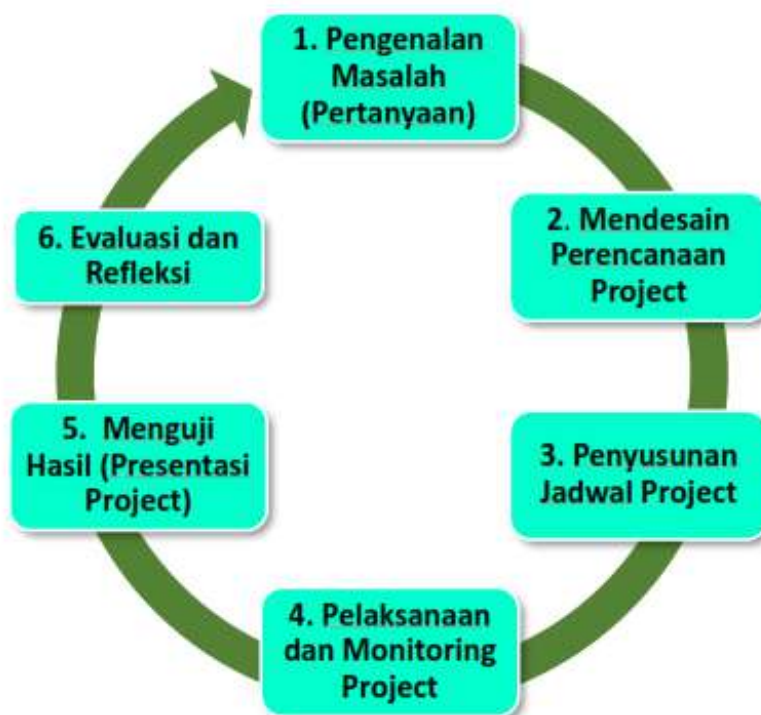 1. Pengenalan
Masalah
(Pertanyaan)
2. Mendesain
Perencanaan
Project
3. Penyusunan
Jadwal Project
4. Pelaksanaan
dan Monitoring
Project
5. Menguji
Hasil (Presentasi
Project)
6. Evaluasi dan
Refleksi